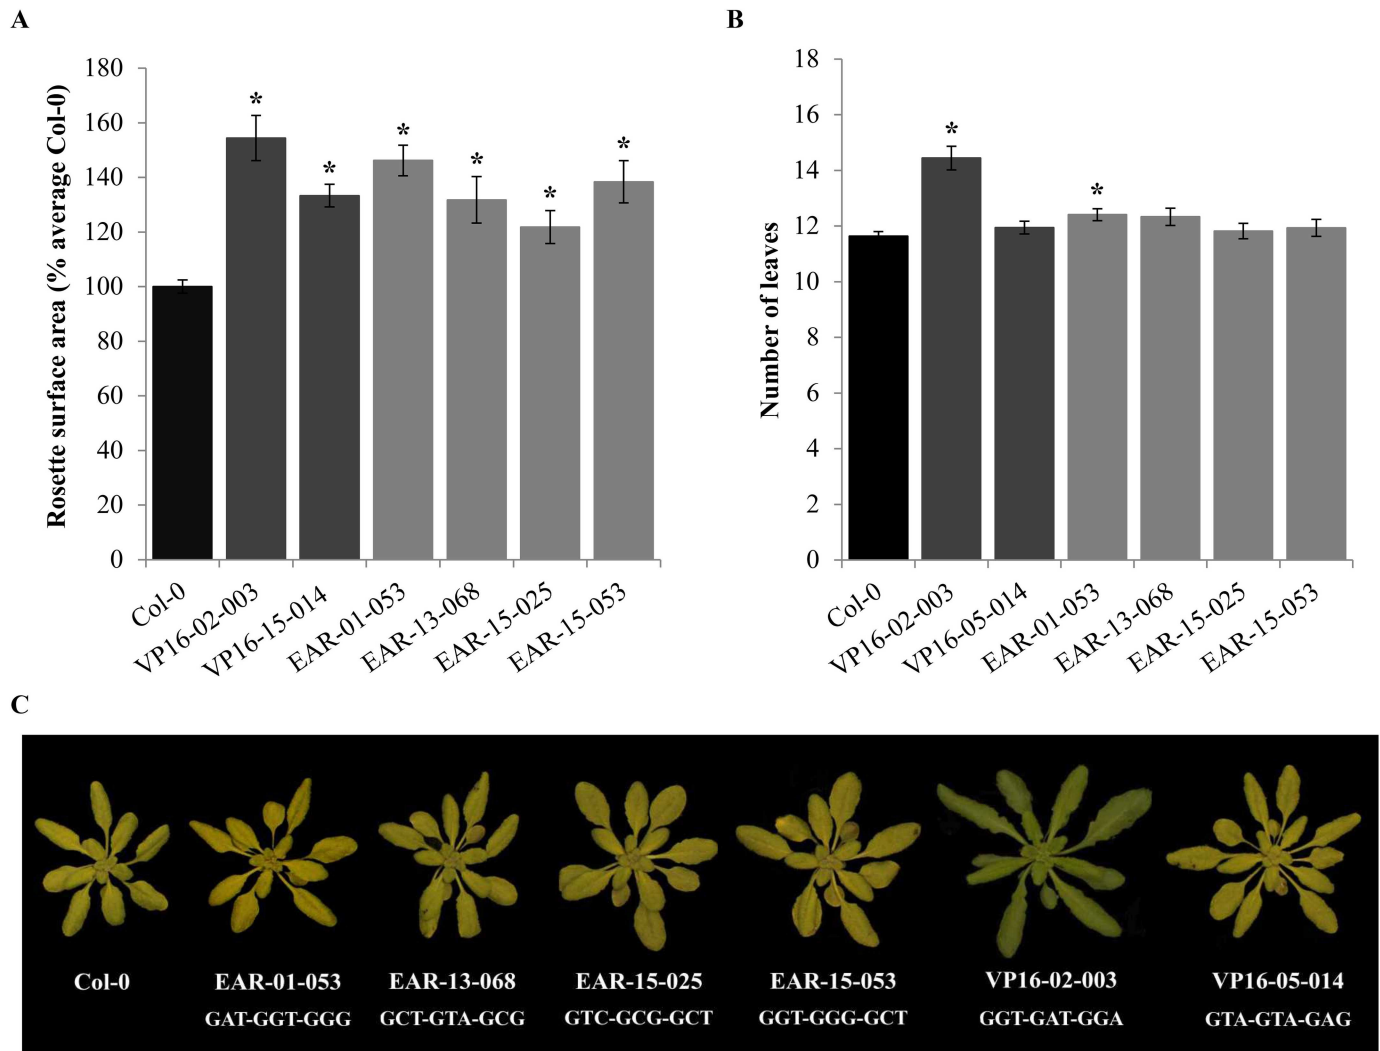 A
Rosette surface area (% average Col-0)
180
160
140
120
100
80
60
40
20
0
* * * * * *
Col-0
VP16-02-003
VP16-15-014
EAR-01-053
EAR-13-068
EAR-15-025
EAR-15-053
B
Number of leaves
18
16
14
12
10
8
6
4
2
0
* *
Col-0
VP16-02-003
VP16-05-014
EAR-01-053
EAR-13-068
EAR-15-025
EAR-15-053
C
Col-0 EAR-01-053 EAR-13-068 EAR-15-025 EAR-15-053 VP16-02-003 VP16-05-014
GAT-GGT-GGG GCT-GTA-GCG GTC-GCG-GCT GGT-GGG-GCT GGT-GAT-GGA GTA-GTA-GAG